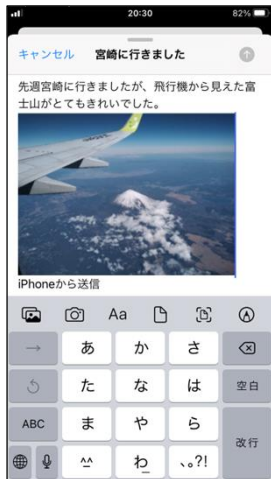 20:30
82%
キャンセル 宮崎に行きました
先週宮崎に行きましたが、飛行機から見えた富
士山がとてもきれいでした。
iPhoneから送信
Aa
→ あ か さ
た な は 空白
ABC ま や ら
改行
^^ わ_ 、。?!